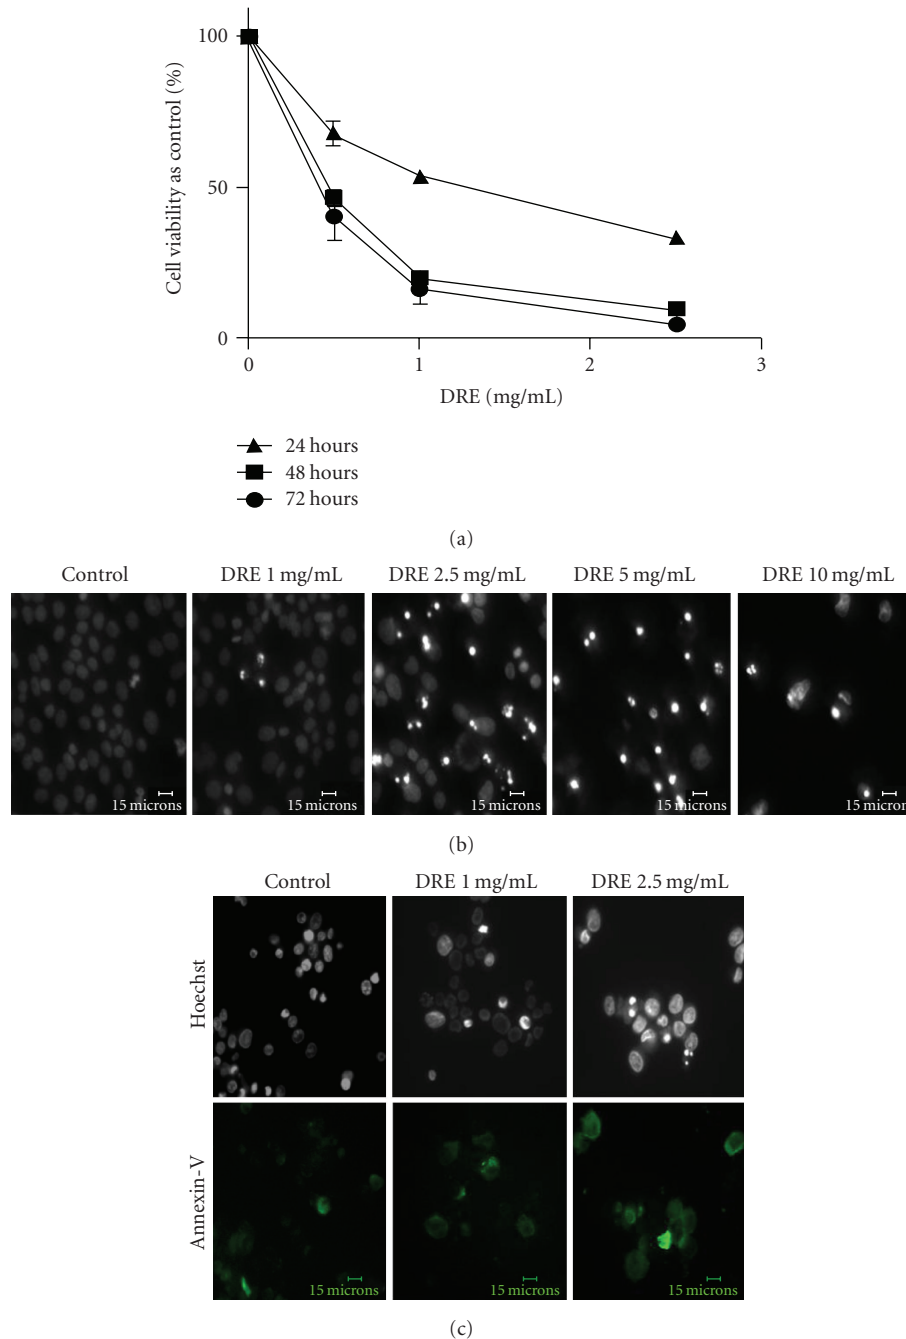 100
50
0
Cell viability as control (%)
0
1
2
3
DRE (mg/mL)
24 hours
48 hours
72 hours
(a)
Control
DRE 1 mg/mL
DRE 2.5 mg/mL
DRE 5 mg/mL
DRE 10 mg/mL
15 microns
15 microns
15 microns
15 microns
15 micron
(b)
Control
DRE 1 mg/mL
DRE 2.5 mg/mL
Hoechst
Annexin-V
15 microns
15 microns
15 microns
(c)